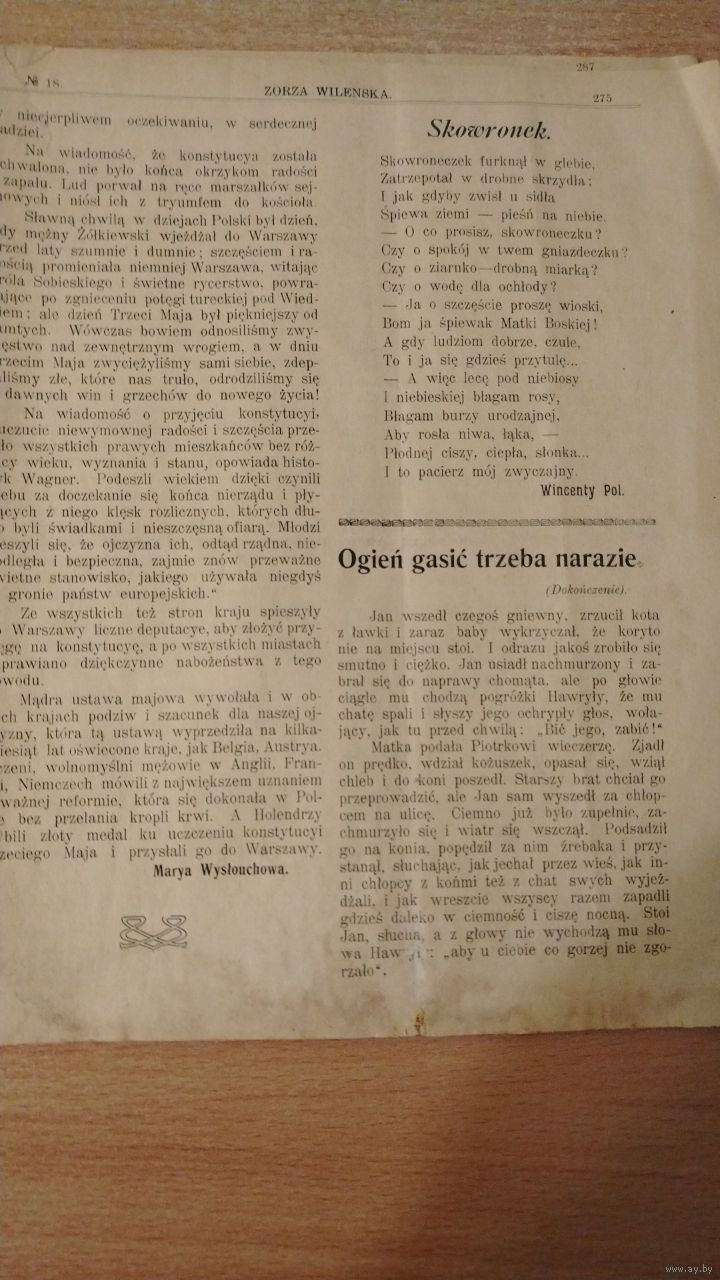 287
№ 18.
ZORZA WILEŃSKA.
275
niecierpliwem oczekiwaniu, w serdecznej
adziei.
Na wiadomość, że konstytucya została
chwalona, nie było końca okrzykom radości
zapału. Lud porwał na ręce marszałków sej-
nowych i niósł ich z tryumfem do kościoła.
Sławną chwilą w dziejach Polski był dzień,
dy mężny Żółkiewski wjeżdżał do Warszawy
rzed laty szumnie i dumnie; szczęściem i ra-
ością promieniała niemniej Warszawa, witając
róla Sobieskiego i świetne rycerstwo, powra-
ające po zgnieceniu potęgi tureckiej pod Wied-
iem; ale dzień Trzeci Maja był piękniejszy od
amtych. Wówczas bowiem odnosiliśmy zwy-
ęstwo nad zewnętrznym wrogiem, a w dniu
rzecim Maja zwyciężyliśmy sami siebie, zdep-
liśmy złe, które nas truło, odrodziliśmy się
dawnych win i grzechów do nowego życia!
Na wiadomość o przyjęciu konstytucyi,
uczucie niewymownej radości i szczęścia prze-
ło wszystkich prawych mieszkańców bez róż-
cy wieku, wyznania i stanu, opowiada histo-
yk Wagner. Podeszli wiekiem dzięki czynili
ebu za doczekanie się końca nierządu i pły-
ących z niego klęsk rozlicznych, których dłu-
o byli świadkami i nieszczęsną ofiarą. Młodzi
eszyli się, że ojczyzna ich, odtąd rządna, nie-
odległa i bezpieczna, zajmie znów przeważne
wietne stanowisko, jakiego używała niegdyś
gronie państw europejskich.“
Ze wszystkich też stron kraju spieszyły
Warszawy liczne deputacye, aby złożyć przy-
ęgę na konstytucyę, a po wszystkich miastach
prawiano dziękczynne nabożeństwa z tego
wodu.
Mądra ustawa majowa wywołała i w ob-
ch krajach podziw i szacunek dla naszej oj-
yzny, która tą ustawą wyprzedziła na kilka-
iesiąt lat oświecone kraje, jak Belgia, Austrya.
czeni, wolnomyślni mężowie w Anglii, Fran-
i, Niemczech mówili z największem uznaniem
ważnej reformie, która się dokonała w Pol-
e bez przelania kropli krwi. A Holendrzy
bili złoty medal ku uczczeniu konstytucyi
zeciego Maja i przysłali go do Warszawy.
Marya Wysłouchowa.
Skowronek.
Skowroneczek furknął w głębie,
Zatrzepotał w drobne skrzydła;
I jak gdyby zwisł u sidła
Śpiewa ziemi — pieśń na niebie.
— O co prosisz, skowroneczku?
Czy o spokój w twem gniazdeczku?
Czy o ziarnko—drobną miarką?
Czy o wodę dla ochłody?
— Ja o szczęście proszę wioski,
Bom ja śpiewak Matki Boskiej!
A gdy ludziom dobrze, czule,
To i ja się gdzieś przytulę...
— A więc lecę pod niebiosy
I niebieskiej błagam rosy,
Błagam burzy urodzajnej,
Aby rosła niwa, łąka, —
Płodnej ciszy, ciepła, słonka...
I to pacierz mój zwyczajny.
Wincenty Pol.
Ogień gasić trzeba narazie.
(Dokończenie).
Jan wszedł czegoś gniewny, zrzucił kota
z ławki i zaraz baby wykrzyczał, że koryto
nie na miejscu stoi. I odrazu jakoś zrobiło się
smutno i ciężko. Jan usiadł nachmurzony i za-
brał się do naprawy chomąta, ale po głowie
ciągle mu chodzą pogróżki Hawryły, że mu
chatę spali i słyszy jego ochrypły głos, woła-
jący, jak tu przed chwilą: „Bić jego, zabić!“
Matka podała Piotrkowi wieczerzę. Zjadł
on prędko, wdział kożuszek, opasał się, wziął
chleb i do koni poszedł. Starszy brat chciał go
przeprowadzić, ale Jan sam wyszedł za chłop-
cem na ulicę. Ciemno już było zupełnie, za-
chmurzyło się i wiatr się wszczął. Podsadził
go na konia, popędził za nim źrebaka i przy-
stanął, słuchając, jak jechał przez wieś, jak in-
ni chłopcy z końmi też z chat swych wyjeż-
dżali, i jak wreszcie wszyscy razem zapadli
gdzieś daleko w ciemność i ciszę nocną. Stoi
Jan, słucha, a z głowy nie wychodzą mu sło-
wa Haw : „aby u ciebie co gorzej nie zgo-
rzało“.
www.ay.by